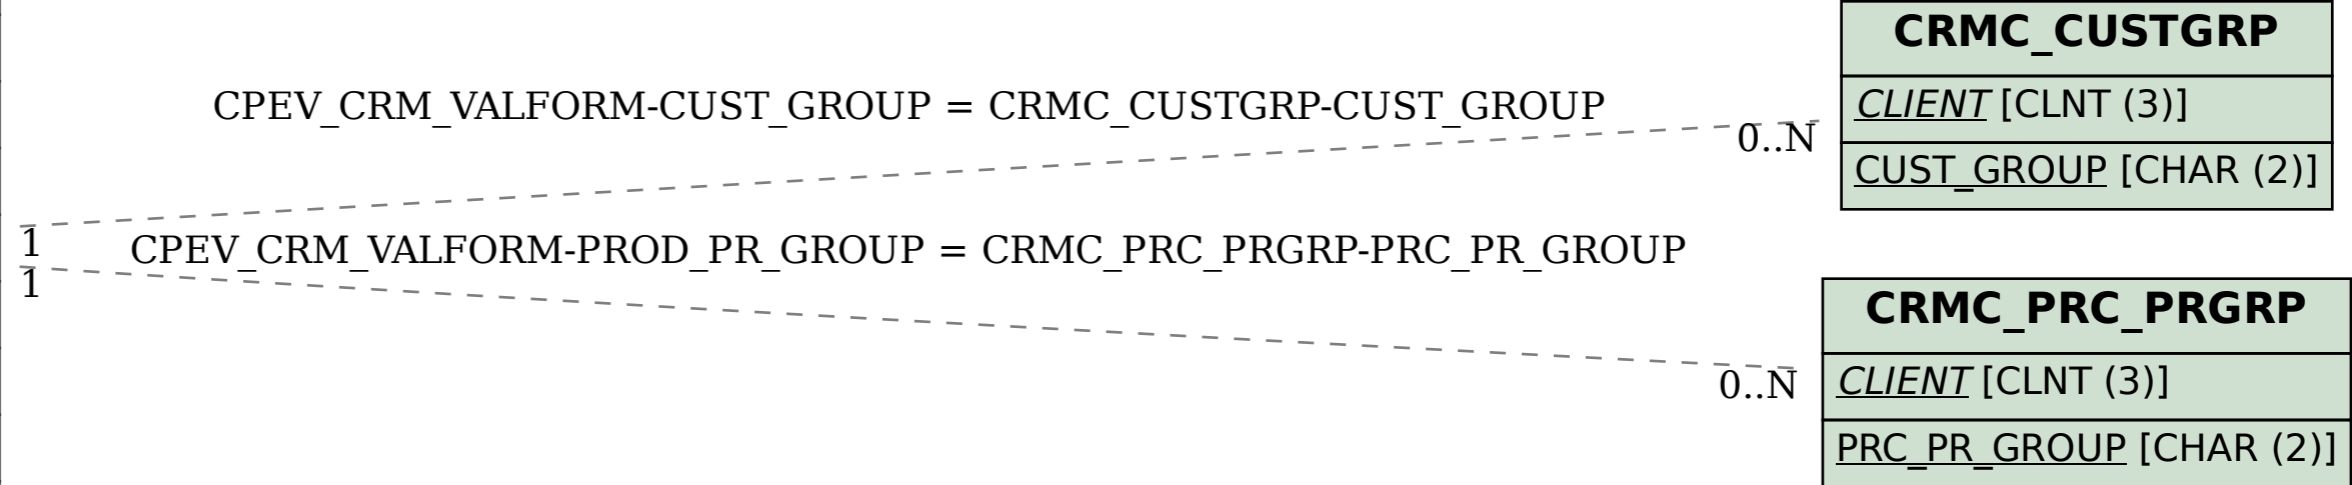 CRMC_CUSTGRP
CLIENT [CLNT (3)]
CUST_GROUP [CHAR (2)]
CPEV_CRM_VALFORM-CUST_GROUP = CRMC_CUSTGRP-CUST_GROUP
0..N
1
CPEV_CRM_VALFORM-PROD_PR_GROUP = CRMC_PRC_PRGRP-PRC_PR_GROUP
1
0..N
CRMC_PRC_PRGRP
CLIENT [CLNT (3)]
PRC_PR_GROUP [CHAR (2)]